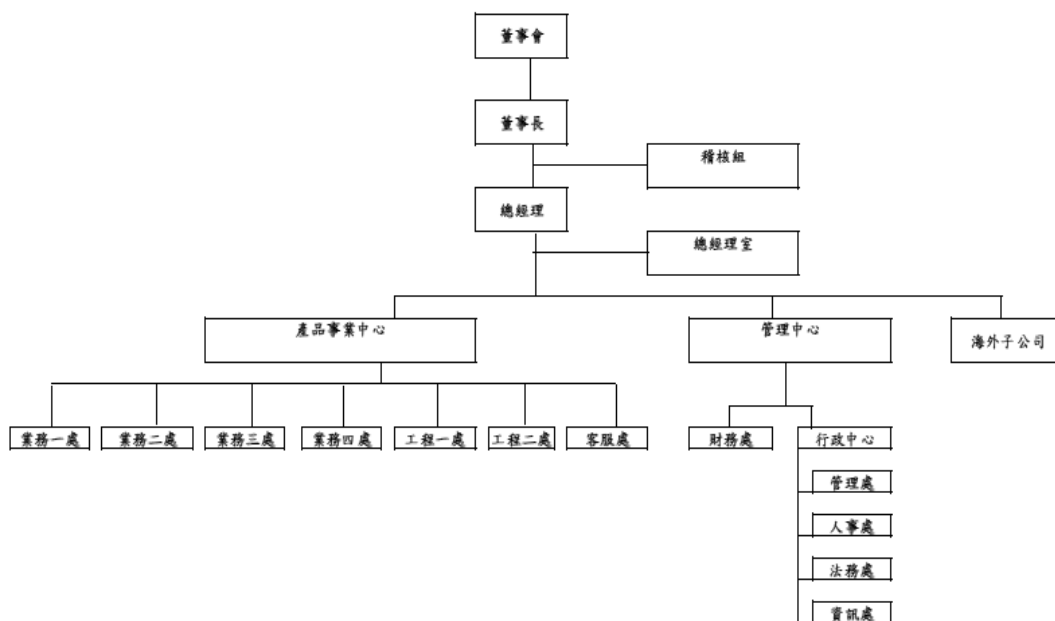 董事會
董事長
稽核組
總經理
總經理室
產品事業中心
管理中心
海外子公司
業務一處
業務二處
業務三處
業務四處
工程一處
工程二處
客服處
財務處
行政中心
管理處
人事處
法務處
資訊處